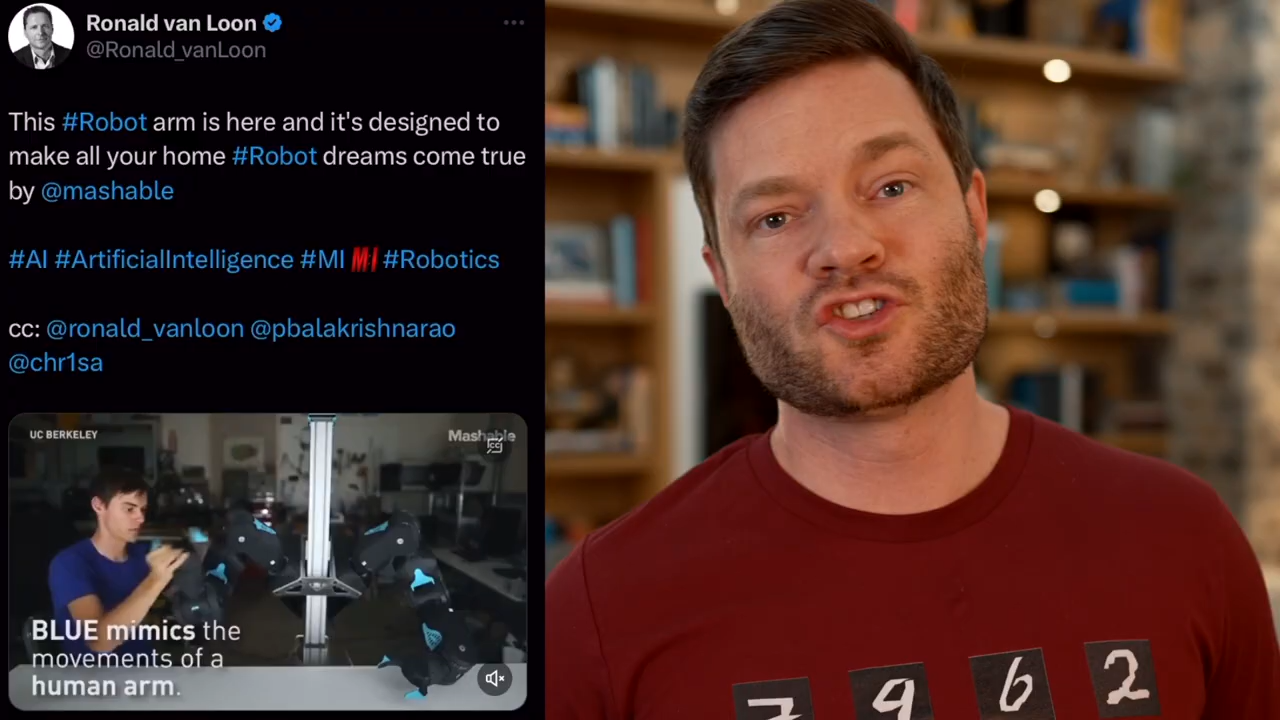 Ronald van Loon
@Ronald_vanLoon
This #Robot arm is here and it's designed to
make all your home #Robot dreams come true
by @mashable
#AI #ArtificialIntelligence #MI MI #Robotics
cc: @ronald_vanloon @pbalakrishnarao
@chr1sa
UC BERKELEY
Mashable
BLUE mimics the
movements of a
human arm.
7 9 6 2